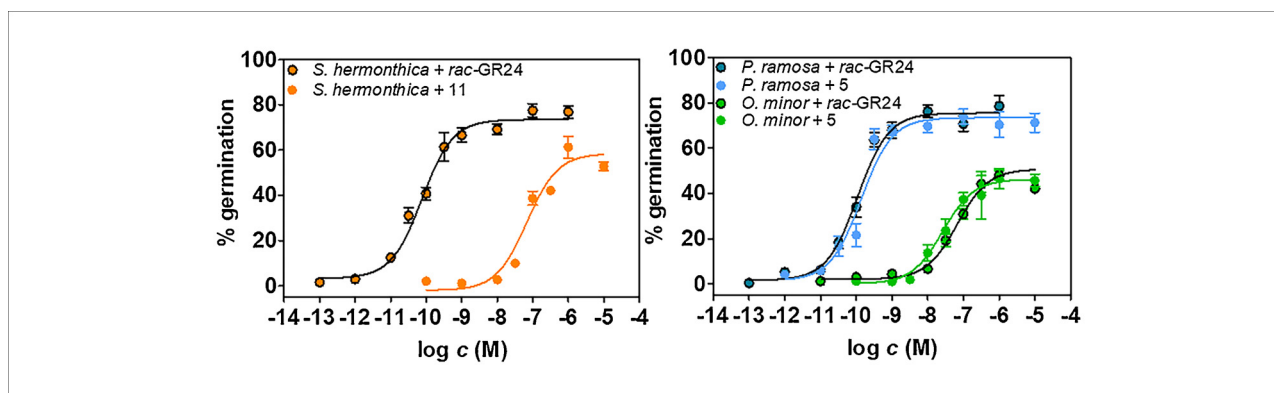 100
80
60
40
20
0
% germination
S. hermonthica + rac-GR24
S. hermonthica + 11
-14 -13 -12 -11 -10 -9 -8 -7 -6 -5 -4
log c (M)
100
80
60
40
20
0
% germination
P. ramosa + rac-GR24
P. ramosa + 5
O. minor + rac-GR24
O. minor + 5
-14 -13 -12 -11 -10 -9 -8 -7 -6 -5 -4
log c (M)